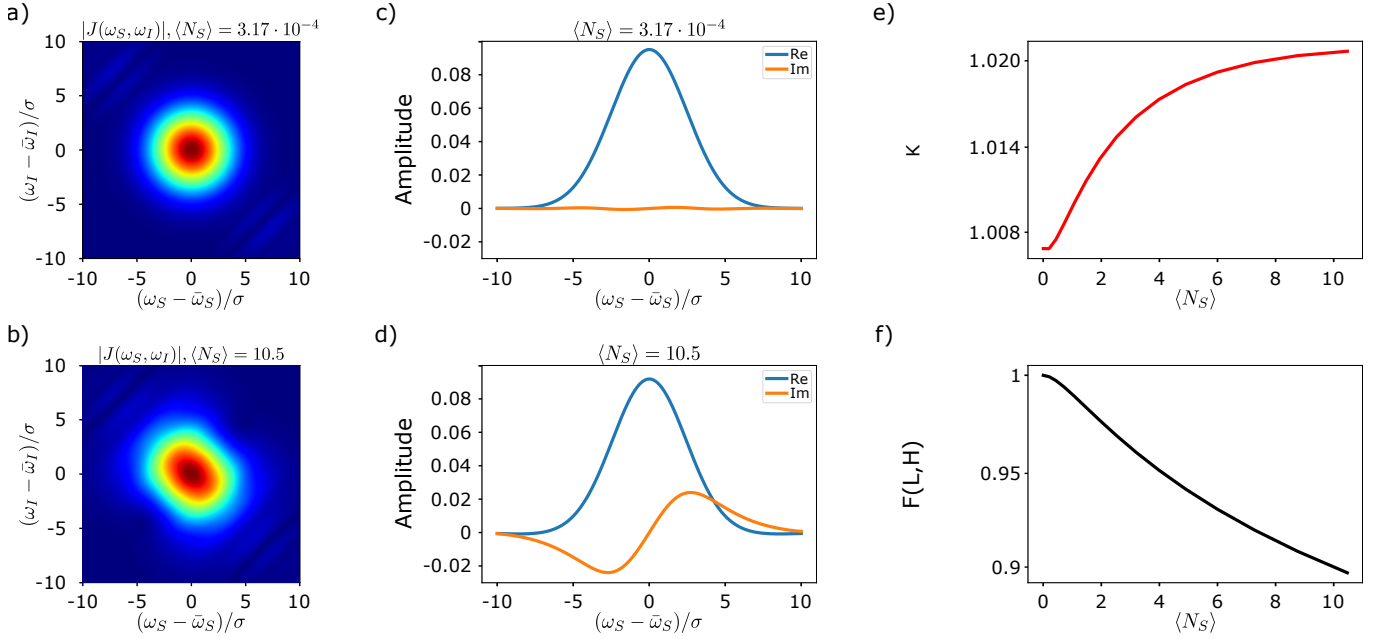 a)
|J(ω_S, ω_I)|, ⟨N_S⟩ = 3.17 · 10⁻⁴
10
5
0
-5
-10
(ω_I − ω̄_I)/σ
-10 -5 0 5 10
(ω_S − ω̄_S)/σ
b)
|J(ω_S, ω_I)|, ⟨N_S⟩ = 10.5
10
5
0
-5
-10
(ω_I − ω̄_I)/σ
-10 -5 0 5 10
(ω_S − ω̄_S)/σ
c)
⟨N_S⟩ = 3.17 · 10⁻⁴
Re
Im
0.08
0.06
0.04
0.02
0
-0.02
Amplitude
-10 -5 0 5 10
(ω_S − ω̄_S)/σ
d)
⟨N_S⟩ = 10.5
Re
Im
0.08
0.06
0.04
0.02
0
-0.02
Amplitude
-10 -5 0 5 10
(ω_S − ω̄_S)/σ
e)
1.020
1.014
1.008
κ
0 2 4 6 8 10
⟨N_S⟩
f)
1
0.95
0.9
F(L,H)
0 2 4 6 8 10
⟨N_S⟩